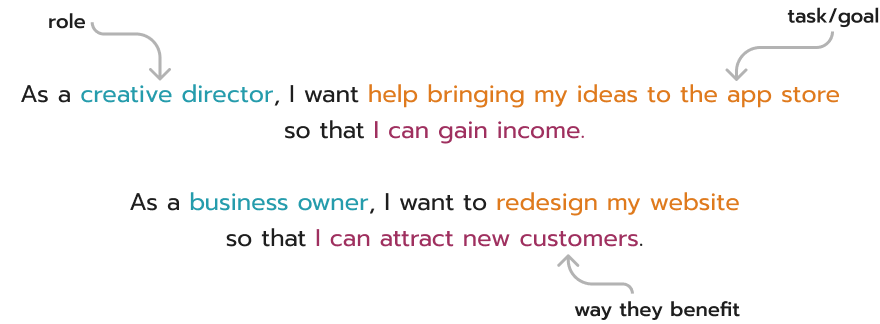 role
task/goal
As a creative director, I want help bringing my ideas to the app store
so that I can gain income.
As a business owner, I want to redesign my website
so that I can attract new customers.
way they benefit